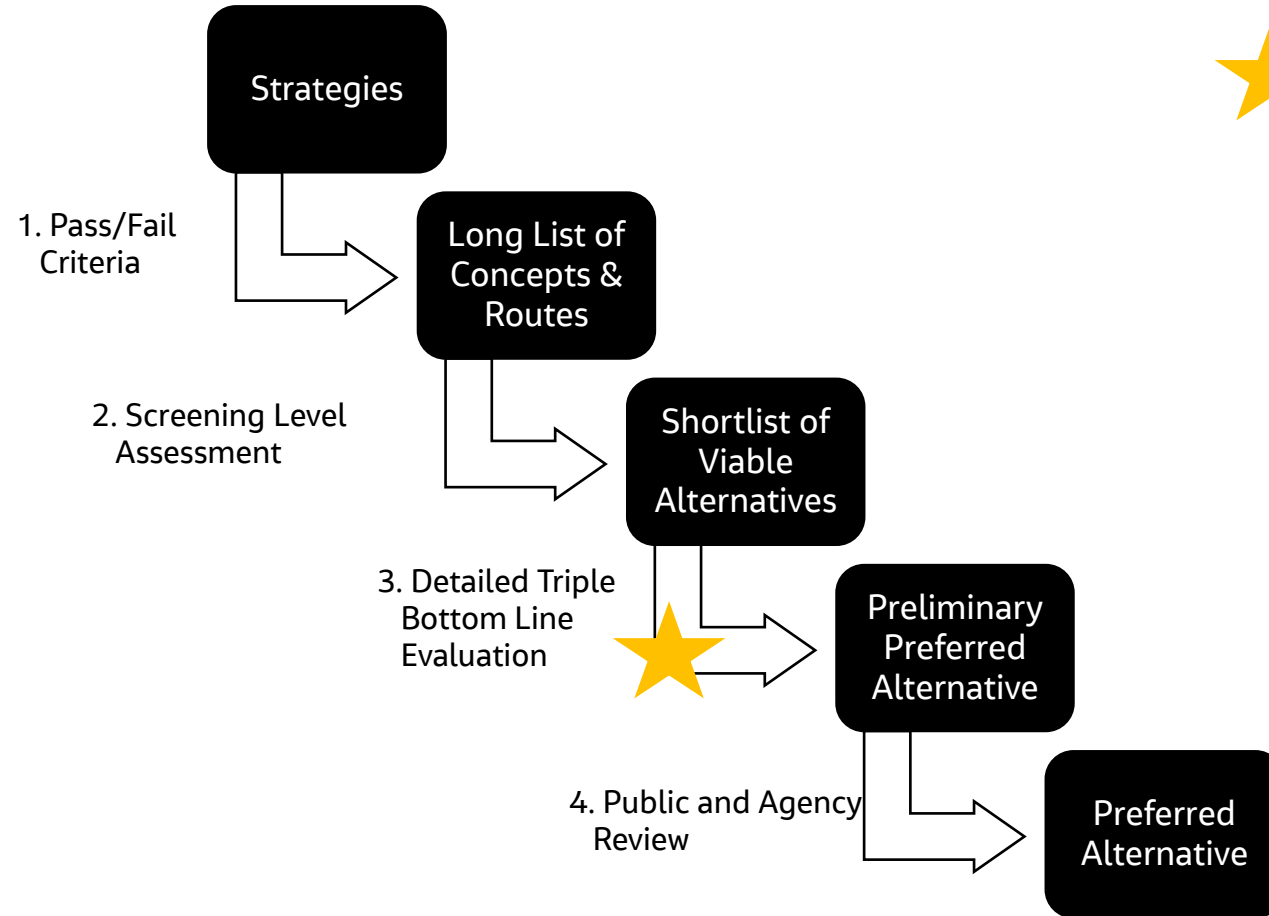 Strategies
1. Pass/Fail
Criteria
Long List of
Concepts &
Routes
2. Screening Level
Assessment
Shortlist of
Viable
Alternatives
3. Detailed Triple
Bottom Line
Evaluation
Preliminary
Preferred
Alternative
4. Public and Agency
Review
Preferred
Alternative